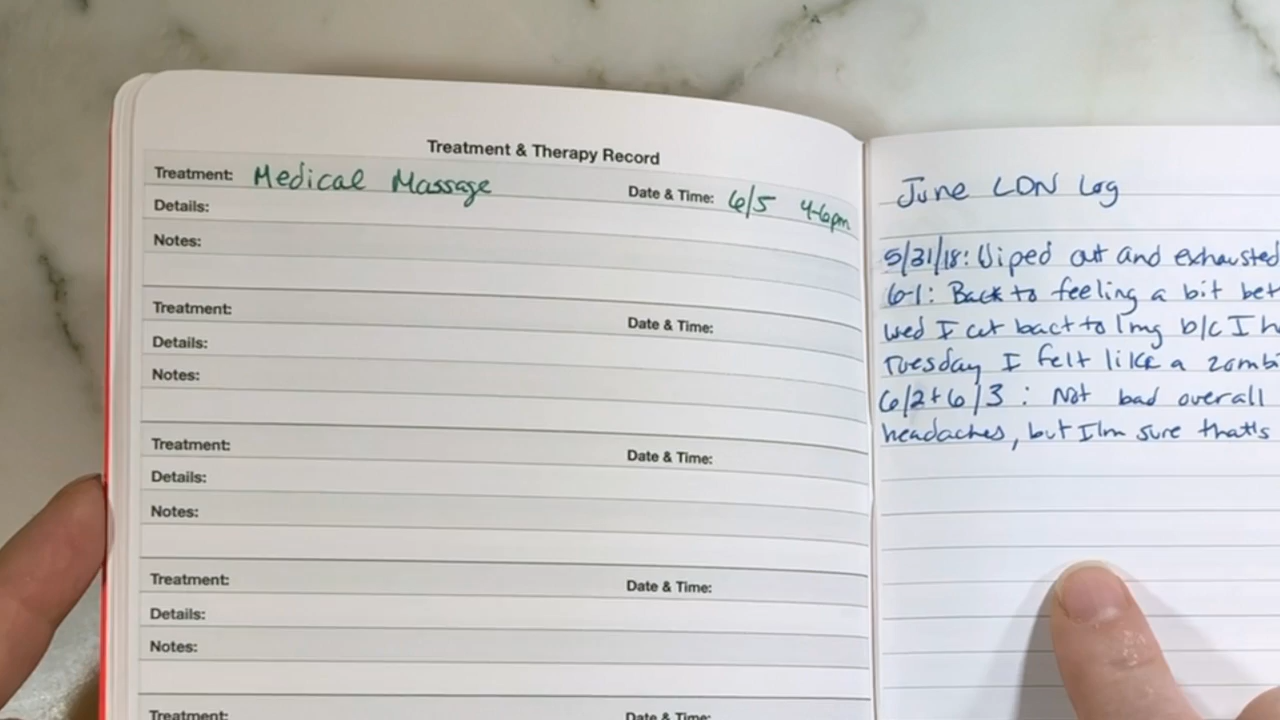 Treatment & Therapy Record
Treatment: Medical Massage Date & Time: 6/5 4-6pm
Details:
Notes:
Treatment: Date & Time:
Details:
Notes:
Treatment: Date & Time:
Details:
Notes:
Treatment: Date & Time:
Details:
Notes:
Treatment: Date & Time:
June LDN Log
5/31/18: Wiped out and exhausted
6-1: Back to feeling a bit bet
wed I cut back to 1mg b/c I h
Tuesday I felt like a zombi
6/2+6/3: Not bad overall
headaches, but I'm sure that's